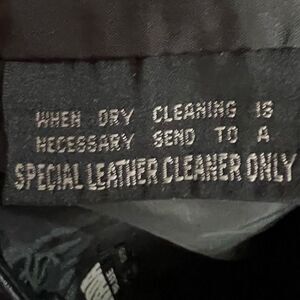 WHEN DRY CLEANING IS
NECESSARY SEND TO A
SPECIAL LEATHER CLEANER ONLY